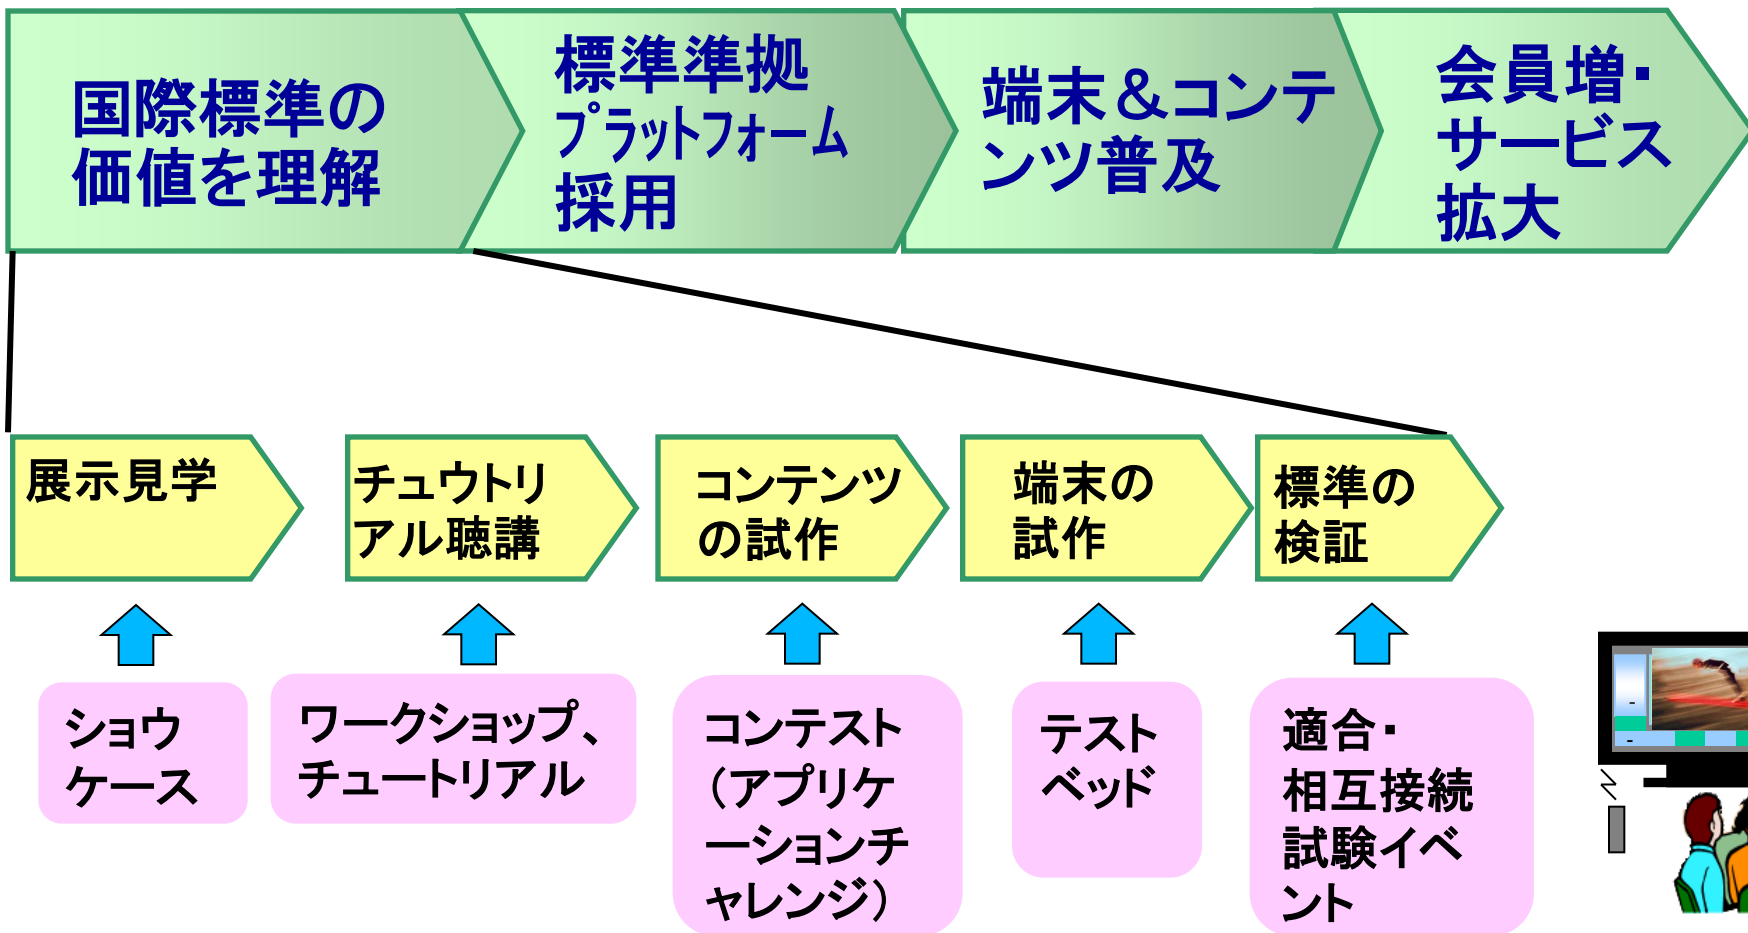 国際標準の
価値を理解
標準準拠
プラットフォーム
採用
端末&コンテ
ンツ普及
会員増・
サービス
拡大
展示見学
チュウトリ
アル聴講
コンテンツ
の試作
端末の
試作
標準の
検証
ショウ
ケース
ワークショップ、
チュートリアル
コンテスト
（アプリケ
ーションチ
ャレンジ）
テスト
ベッド
適合・
相互接続
試験イベ
ント